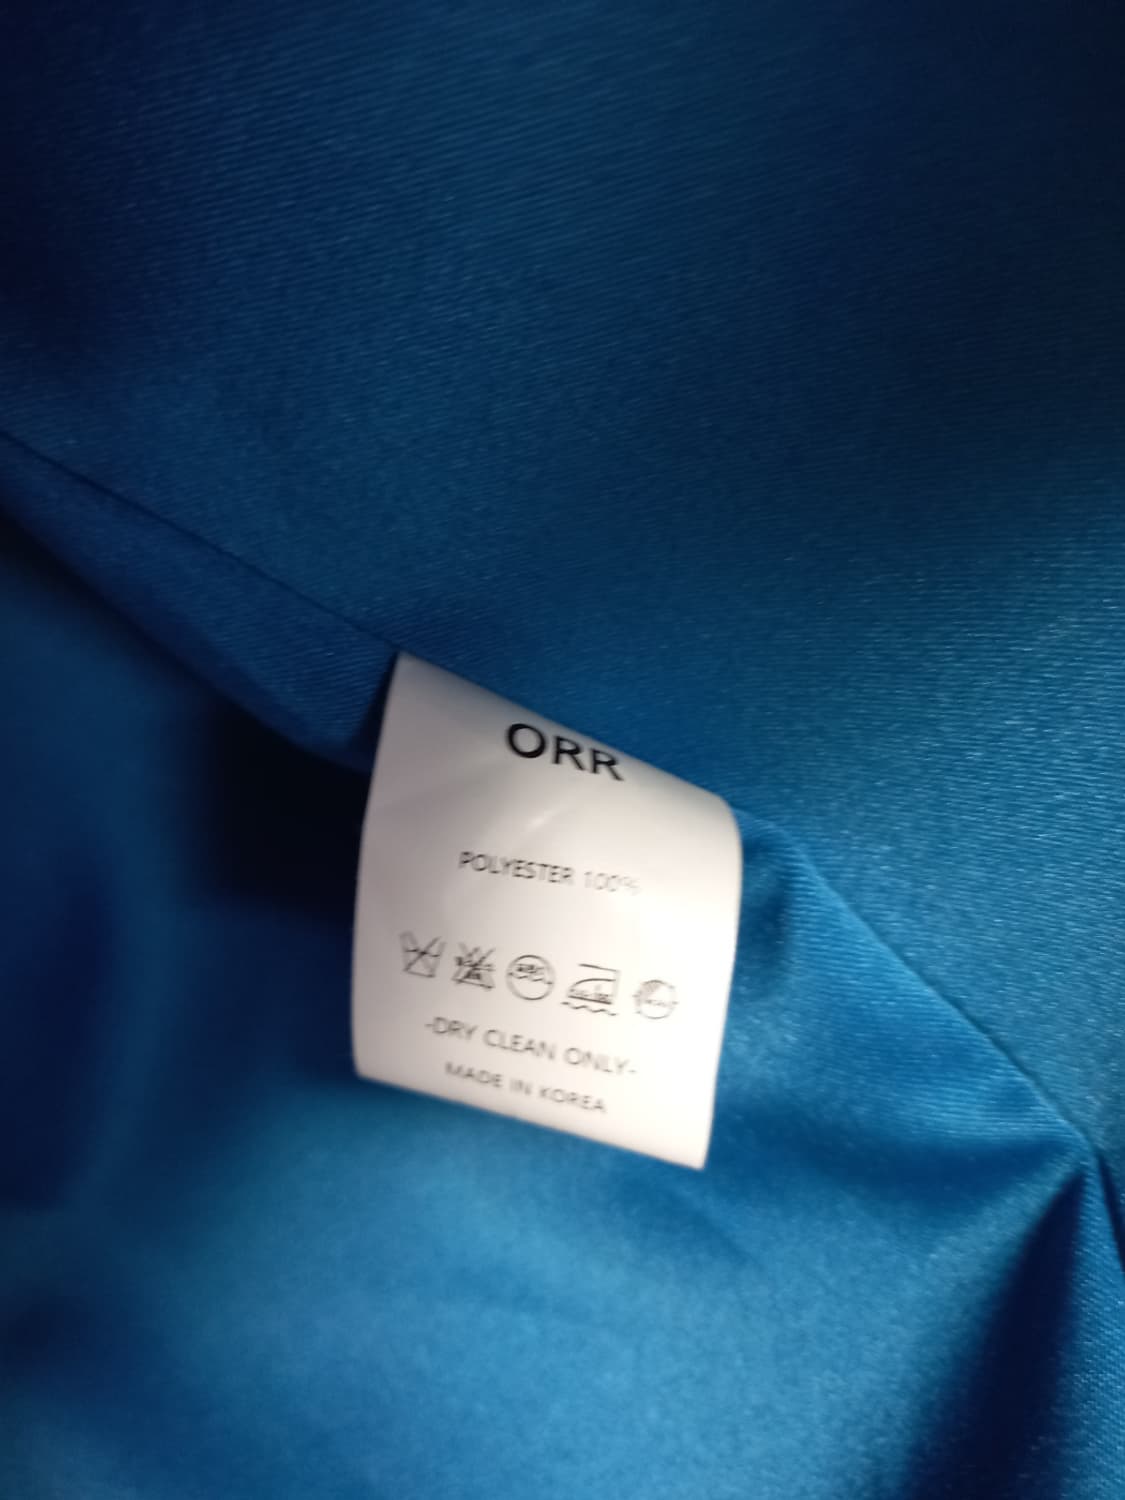 ORR
POLYESTER 100%
-DRY CLEAN ONLY-
MADE IN KOREA